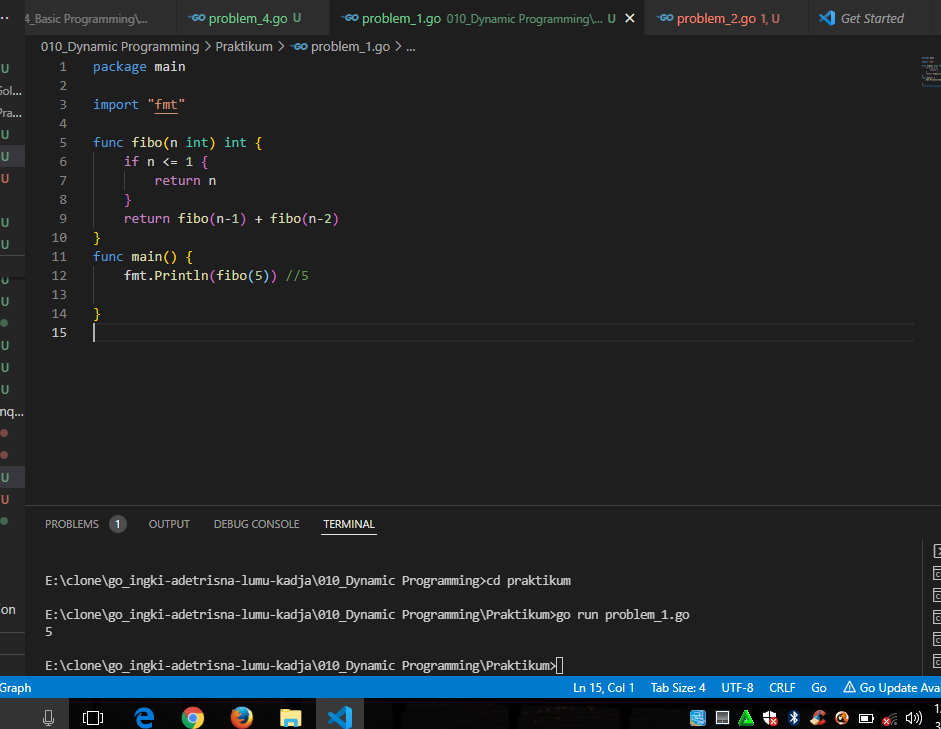 4_Basic Programming\... problem_4.go U problem_1.go 010_Dynamic Programming\... U problem_2.go 1, U Get Started
010_Dynamic Programming > Praktikum > problem_1.go > ...
1 package main
2
3 import "fmt"
4
5 func fibo(n int) int {
6 if n <= 1 {
7 return n
8 }
9 return fibo(n-1) + fibo(n-2)
10 }
11 func main() {
12 fmt.Println(fibo(5)) //5
13
14 }
15
U
Gol...
Pra...
U
U
U
U
U
U
U
U
U
U
nq...
U
U
on
PROBLEMS 1 OUTPUT DEBUG CONSOLE TERMINAL
E:\clone\go_ingki-adetrisna-lumu-kadja\010_Dynamic Programming>cd praktikum
E:\clone\go_ingki-adetrisna-lumu-kadja\010_Dynamic Programming\Praktikum>go run problem_1.go
5
E:\clone\go_ingki-adetrisna-lumu-kadja\010_Dynamic Programming\Praktikum>
Graph Ln 15, Col 1 Tab Size: 4 UTF-8 CRLF Go Go Update Ava